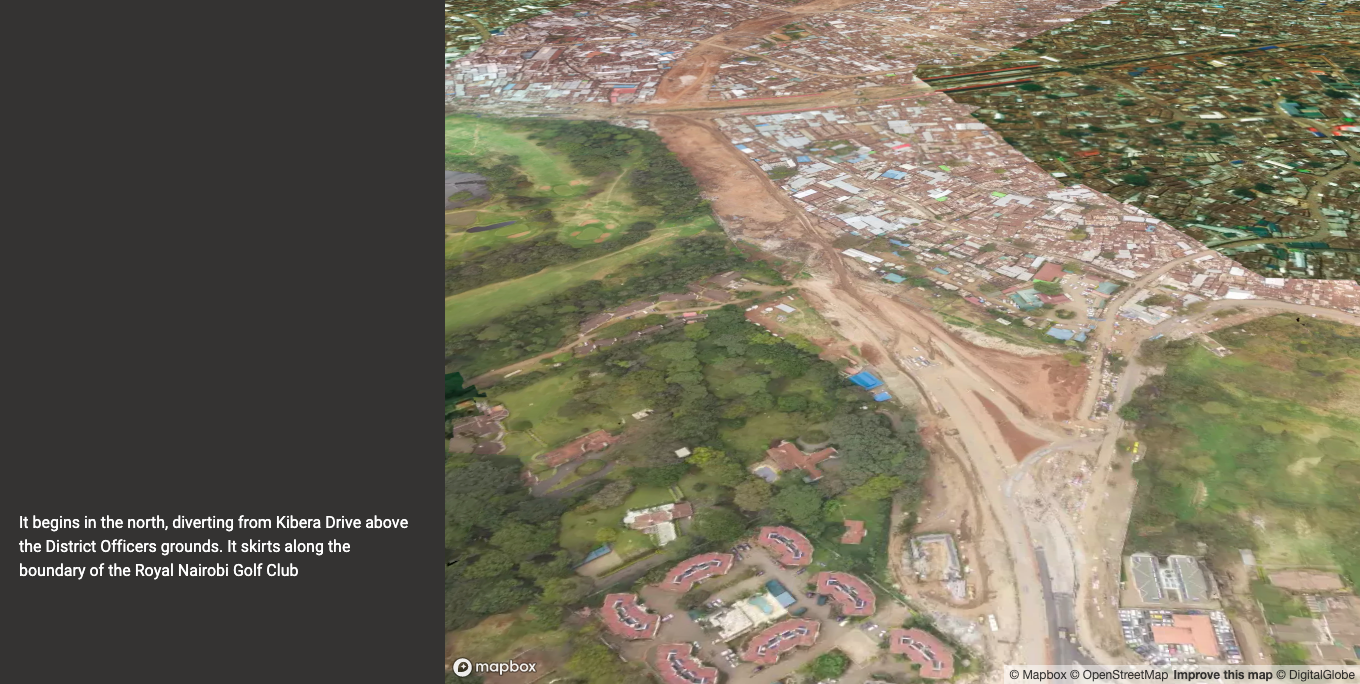 It begins in the north, diverting from Kibera Drive above
the District Officers grounds. It skirts along the
boundary of the Royal Nairobi Golf Club
mapbox
© Mapbox © OpenStreetMap Improve this map © DigitalGlobe